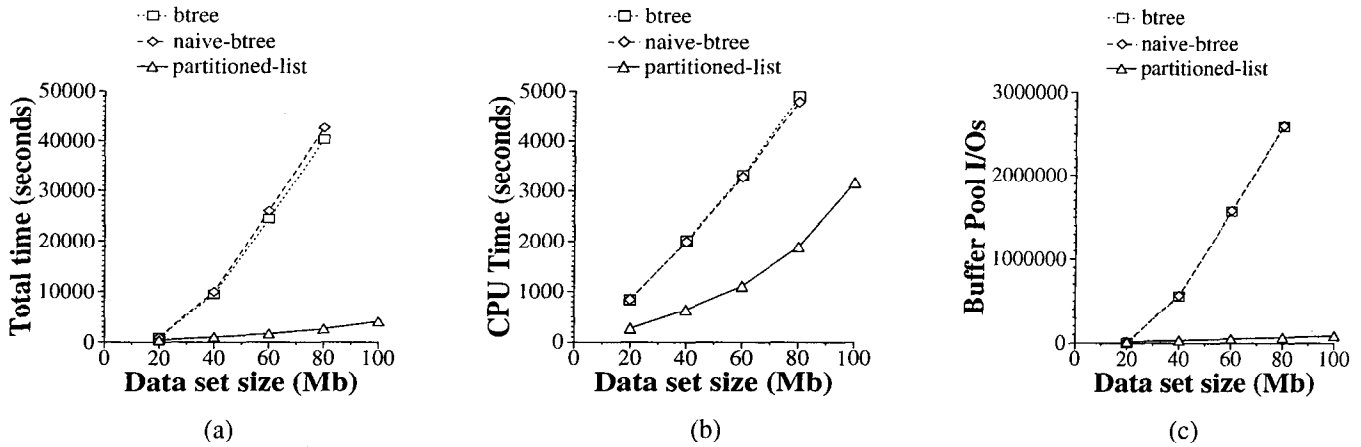 btree
naive-btree
partitioned-list
Total time (seconds)
50000
40000
30000
20000
10000
0
0 20 40 60 80 100
Data set size (Mb)
(a)
btree
naive-btree
partitioned-list
CPU Time (seconds)
5000
4000
3000
2000
1000
0
0 20 40 60 80 100
Data set size (Mb)
(b)
btree
naive-btree
partitioned-list
Buffer Pool I/Os
3000000
2000000
1000000
0
0 20 40 60 80 100
Data set size (Mb)
(c)